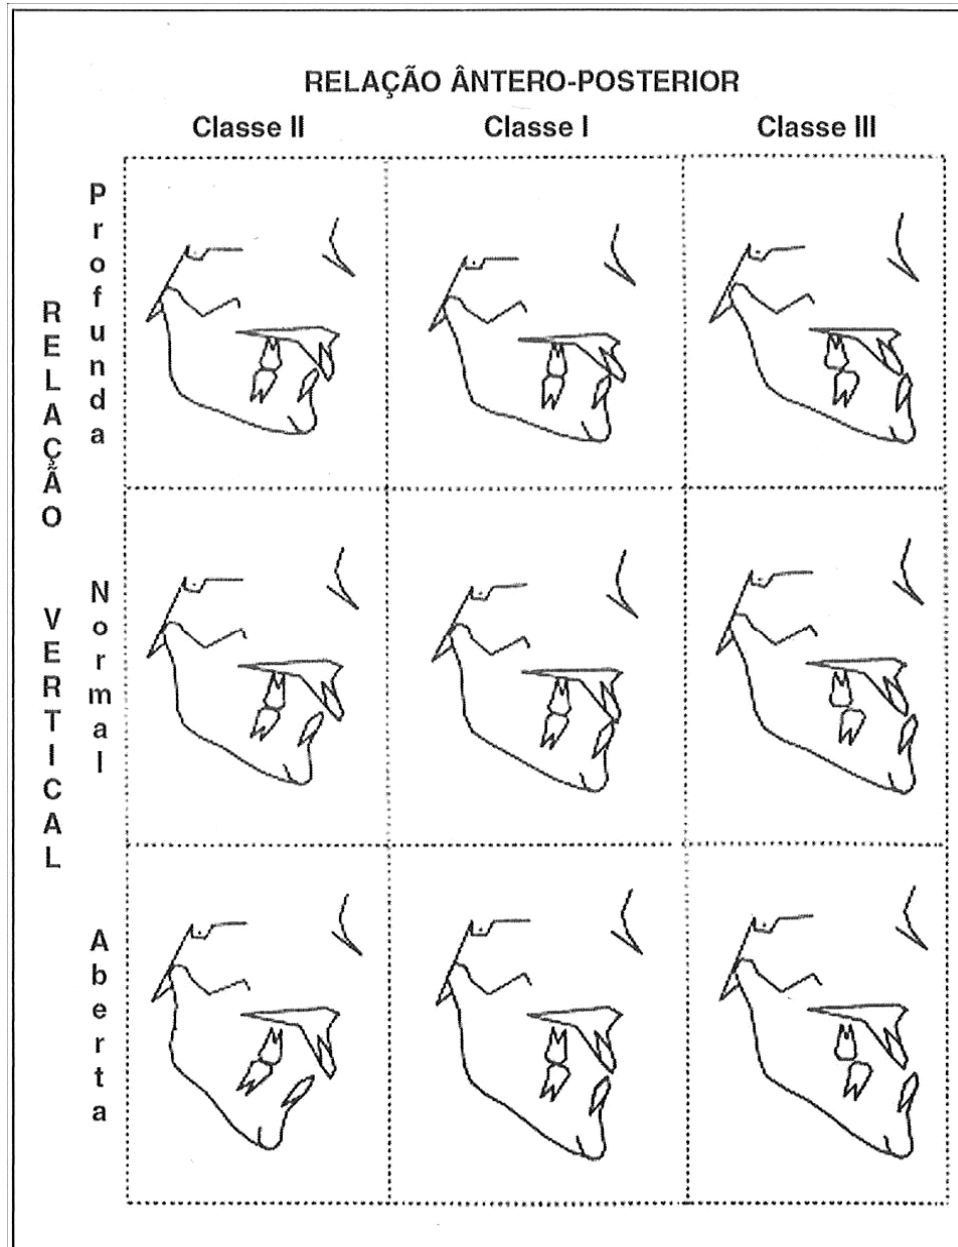 RELAÇÃO ÂNTERO-POSTERIOR
Classe II Classe I Classe III
RELAÇÃO VERTICAL
Profunda
Normal
Aberta